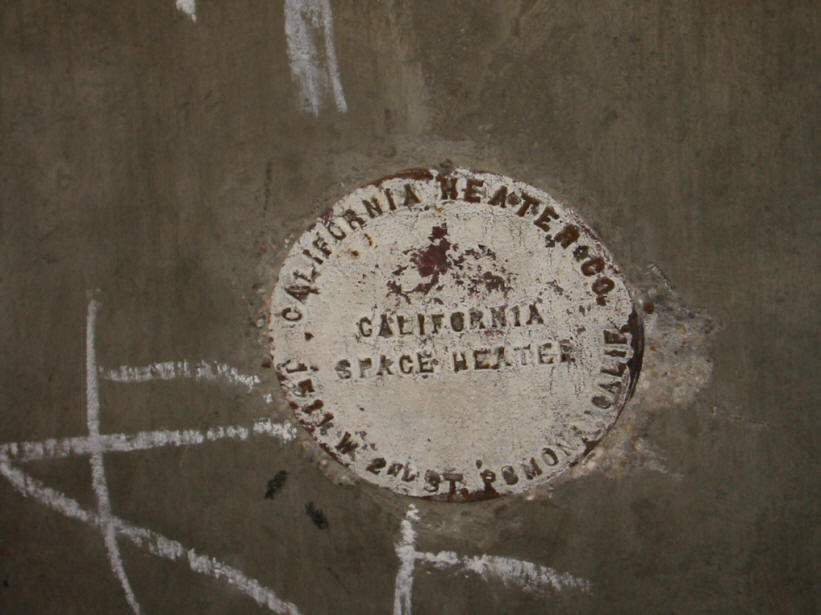 CALIFORNIA HEATER CO.
CALIFORNIA
SPACE HEATER
W. 2ND ST. POMONA, CALIF.